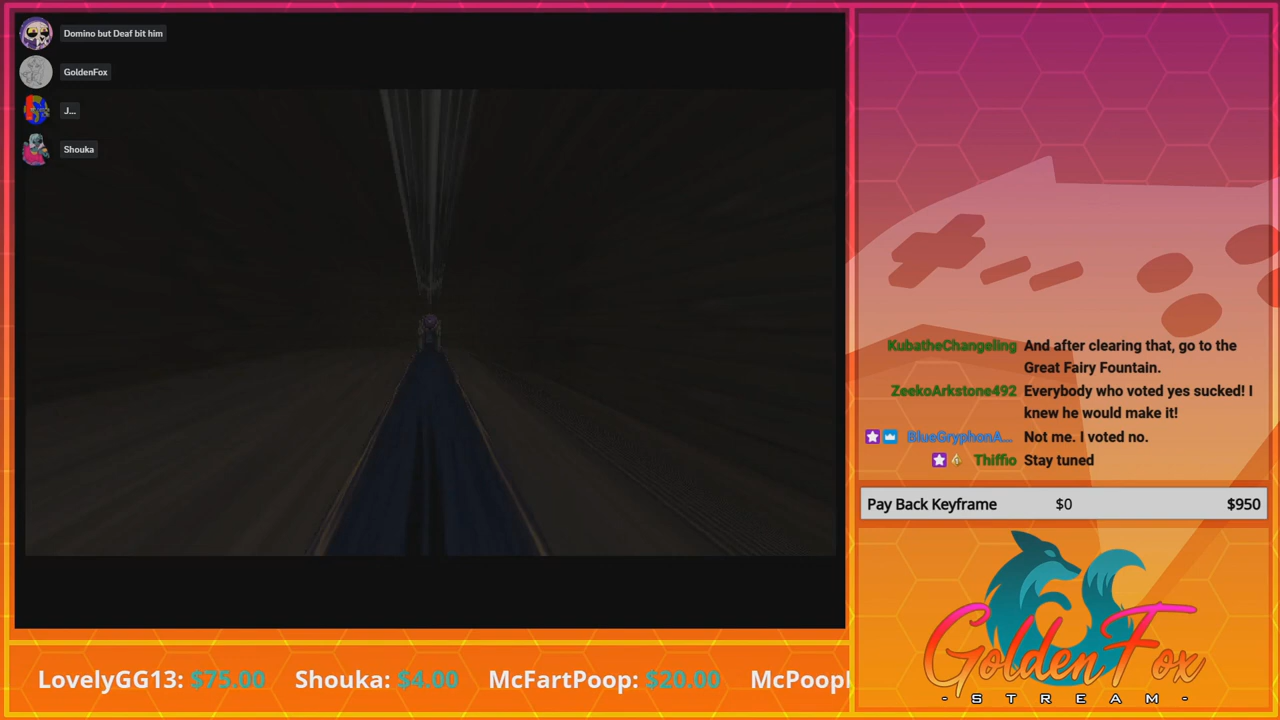 Domino but Deaf bit him
GoldenFox
J...
Shouka
KubatheChangeling And after clearing that, go to the
Great Fairy Fountain.
ZeekoArkstone492 Everybody who voted yes sucked! I
knew he would make it!
BlueGryphonA... Not me. I voted no.
Thiffio Stay tuned
Pay Back Keyframe $0 $950
GoldenFox
- S T R E A M -
LovelyGG13: $75.00 Shouka: $4.00 McFartPoop: $20.00